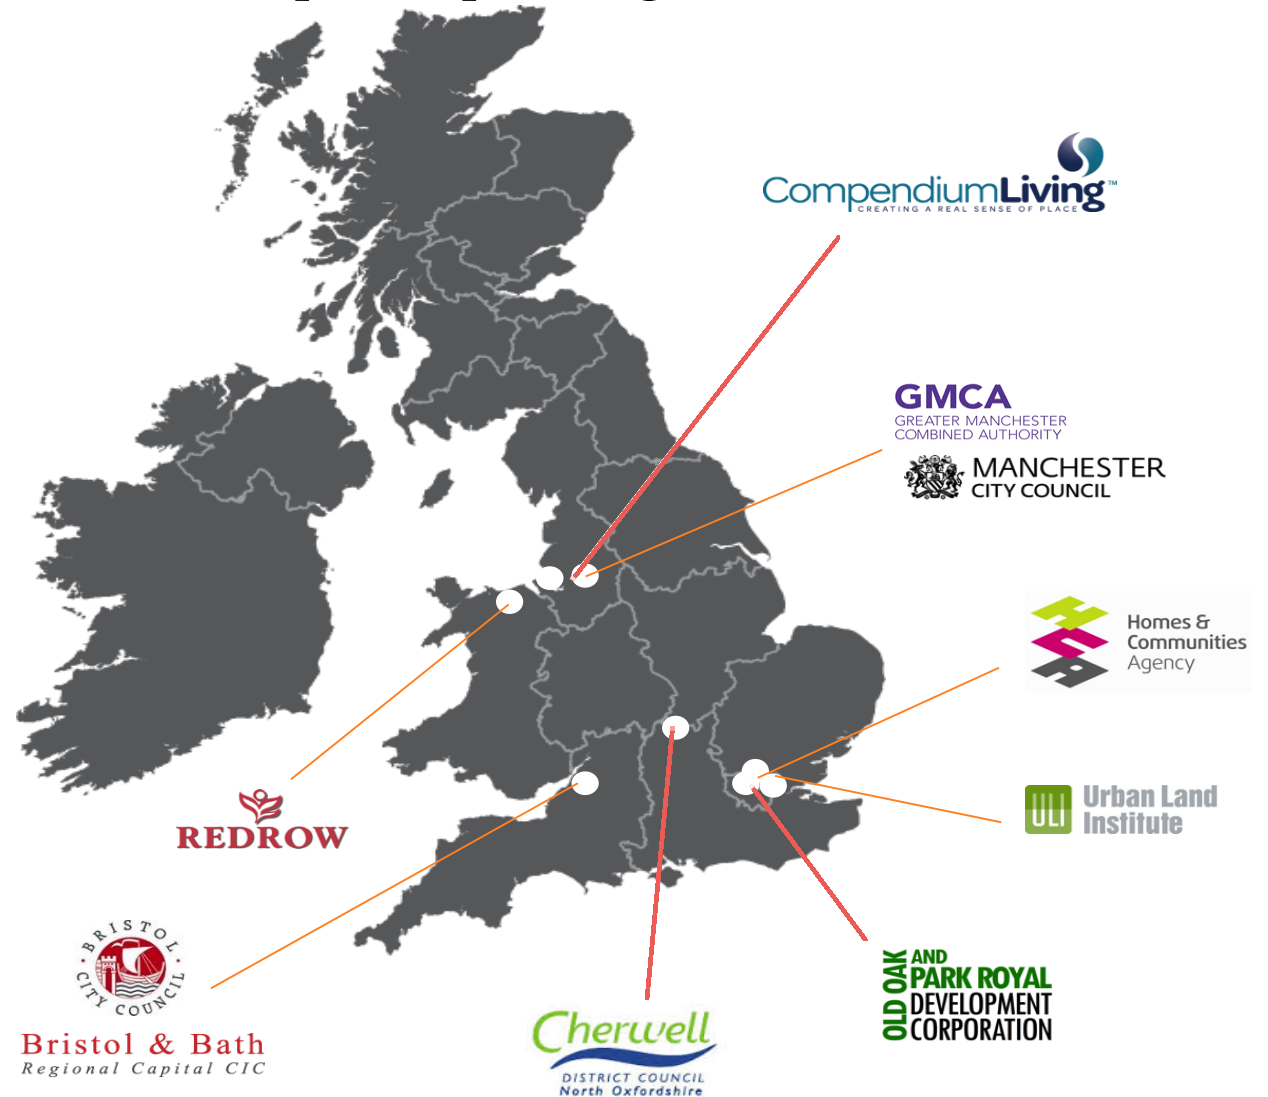 CompendiumLiving™
CREATING A REAL SENSE OF PLACE
GMCA
GREATER MANCHESTER
COMBINED AUTHORITY
MANCHESTER
CITY COUNCIL
Homes &
Communities
Agency
ULI
Urban Land
Institute
REDROW
BRISTOL
CITY COUNCIL
Bristol & Bath
Regional Capital CIC
Cherwell
DISTRICT COUNCIL
North Oxfordshire
OLD OAK
AND
PARK ROYAL
DEVELOPMENT
CORPORATION